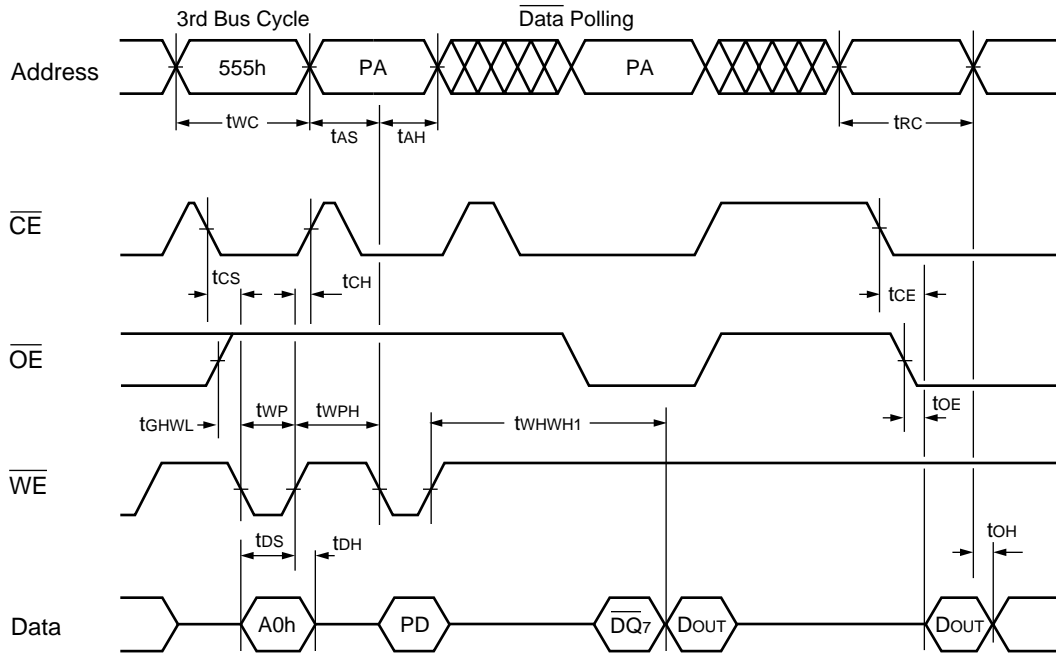 3rd Bus Cycle
Data Polling
Address
555h
PA
PA
tWC
tAS
tAH
tRC
CE
tCS
tCH
tCE
OE
tGHWL
tWP
tWPH
tWHWH1
tOE
WE
tDS
tDH
tOH
Data
A0h
PD
DQ7
DOUT
DOUT